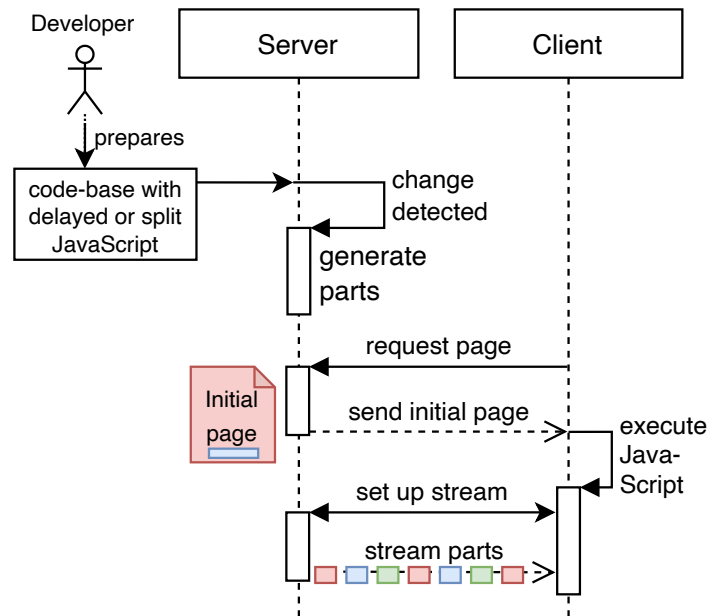 Developer
Server
Client
prepares
code-base with
delayed or split
JavaScript
change
detected
generate
parts
request page
Initial
page
send initial page
execute
Java-
Script
set up stream
stream parts